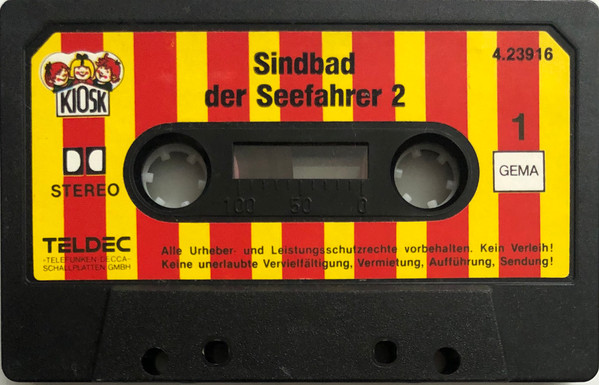 Sindbad
der Seefahrer 2
4.23916
KIOSK
1
GEMA
STEREO
100 50 0
TELDEC
-TELEFUNKEN-DECCA-
SCHALLPLATTEN GMBH
Alle Urheber- und Leistungsschutzrechte vorbehalten. Kein Verleih!
Keine unerlaubte Vervielfältigung, Vermietung, Aufführung, Sendung!